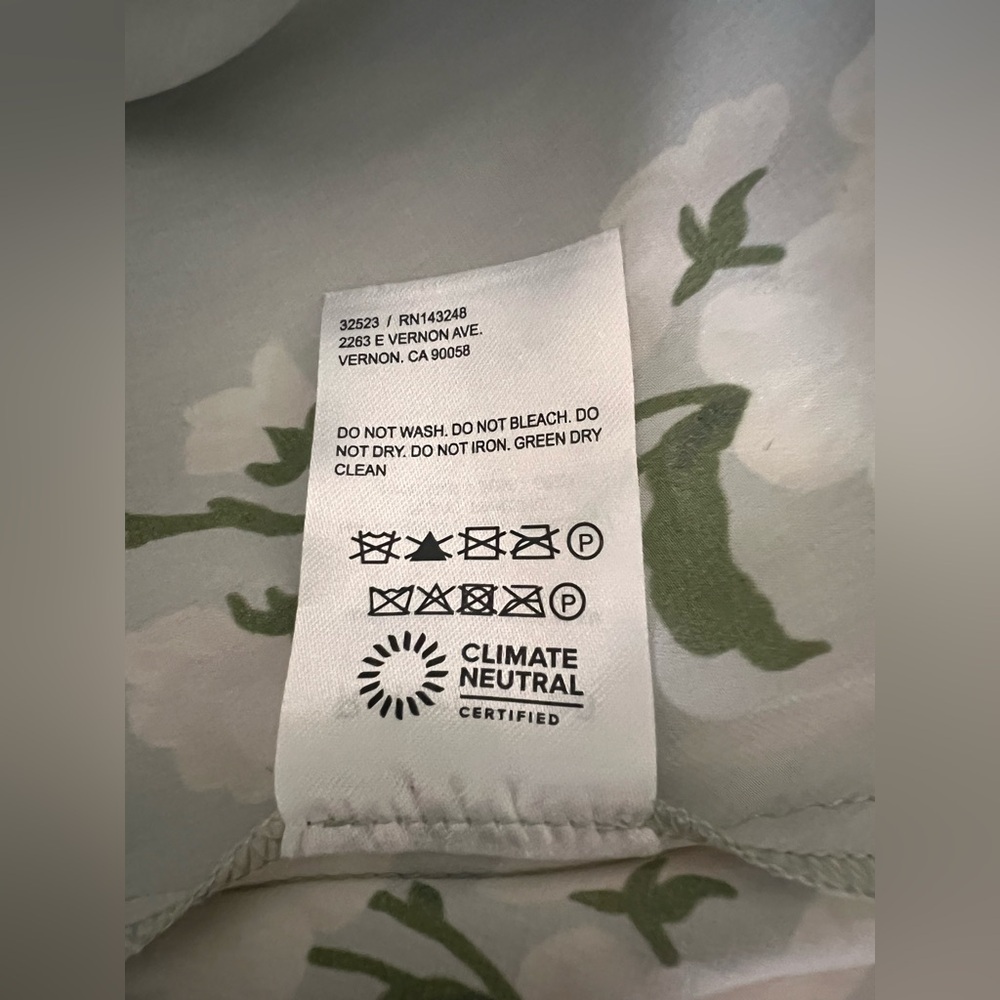 32523 / RN143248
2263 E VERNON AVE.
VERNON. CA 90058
DO NOT WASH. DO NOT BLEACH. DO
NOT DRY. DO NOT IRON. GREEN DRY
CLEAN
P
P
CLIMATE
NEUTRAL
CERTIFIED